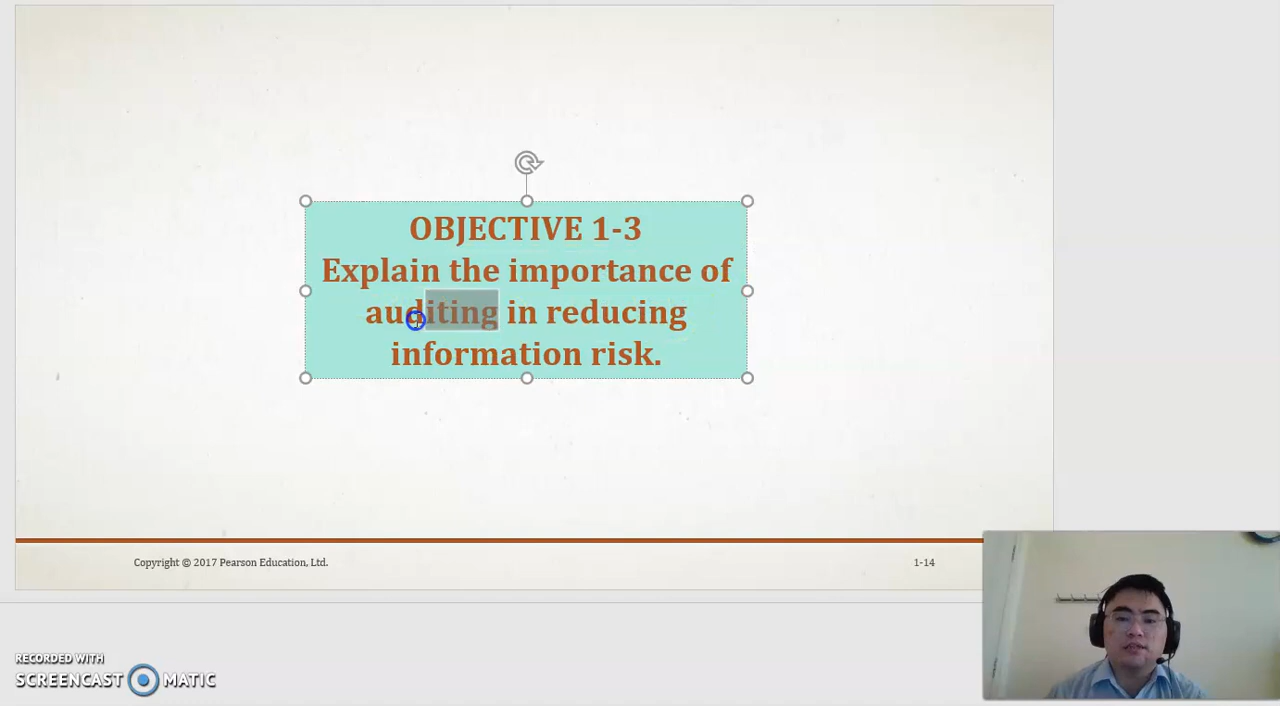 OBJECTIVE 1-3
Explain the importance of
auditing in reducing
information risk.
Copyright © 2017 Pearson Education, Ltd.
1-14
RECORDED WITH
SCREENCAST MATIC